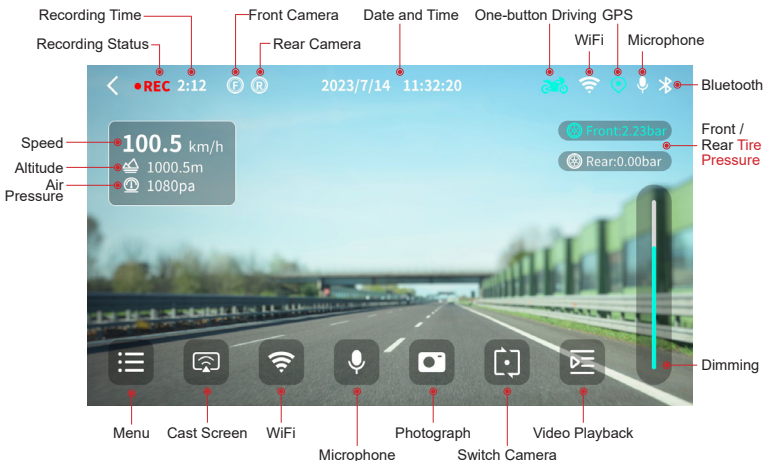 Recording Time
Front Camera
Date and Time
One-button Driving
GPS
Recording Status
Rear Camera
WiFi
Microphone
REC 2:12
F
R
2023/7/14 11:32:20
Bluetooth
Speed
100.5 km/h
Front:2.23bar
Front /
Rear Tire
Pressure
Altitude
1000.5m
Rear:0.00bar
Air
Pressure
1080pa
Dimming
Menu
Cast Screen
WiFi
Microphone
Photograph
Switch Camera
Video Playback